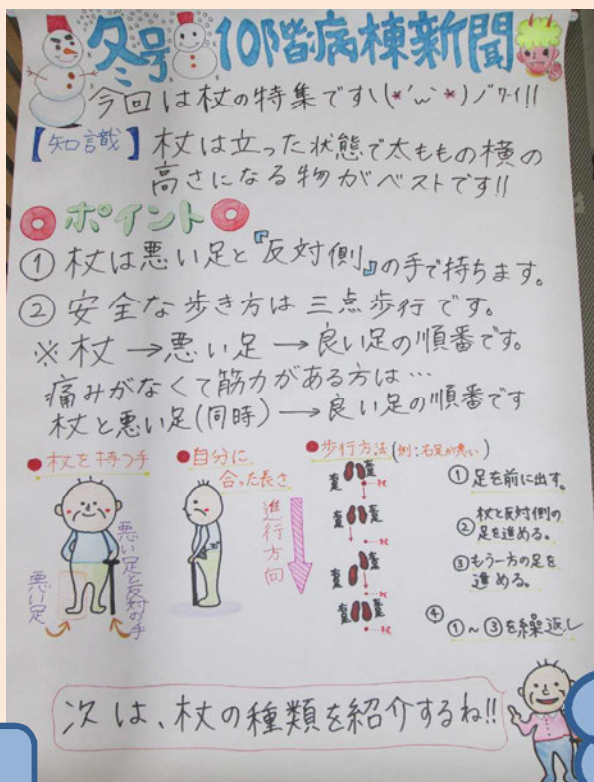 冬号 10階病棟新聞
今回は杖の特集です\(*'ω'*)/ワーイ!!
【知識】杖は立った状態で太ももの横の
高さになる物がベストです!!
ポイント
① 杖は悪い足と『反対側』の手で持ちます。
② 安全な歩き方は三点歩行です。
※杖→悪い足→良い足の順番です。
痛みがなくて筋力がある方は…
杖と悪い足(同時)→良い足の順番です
●杖を持つ手
悪い足
悪い足と反対の手
●自分に
合った長さ
進行方向
●歩行方法(例:右足が悪い)
①足を前に出す。
②杖と反対側の
足を進める。
③もう一方の足を
進める。
④①~③を繰返し
次は、杖の種類を紹介するね!!